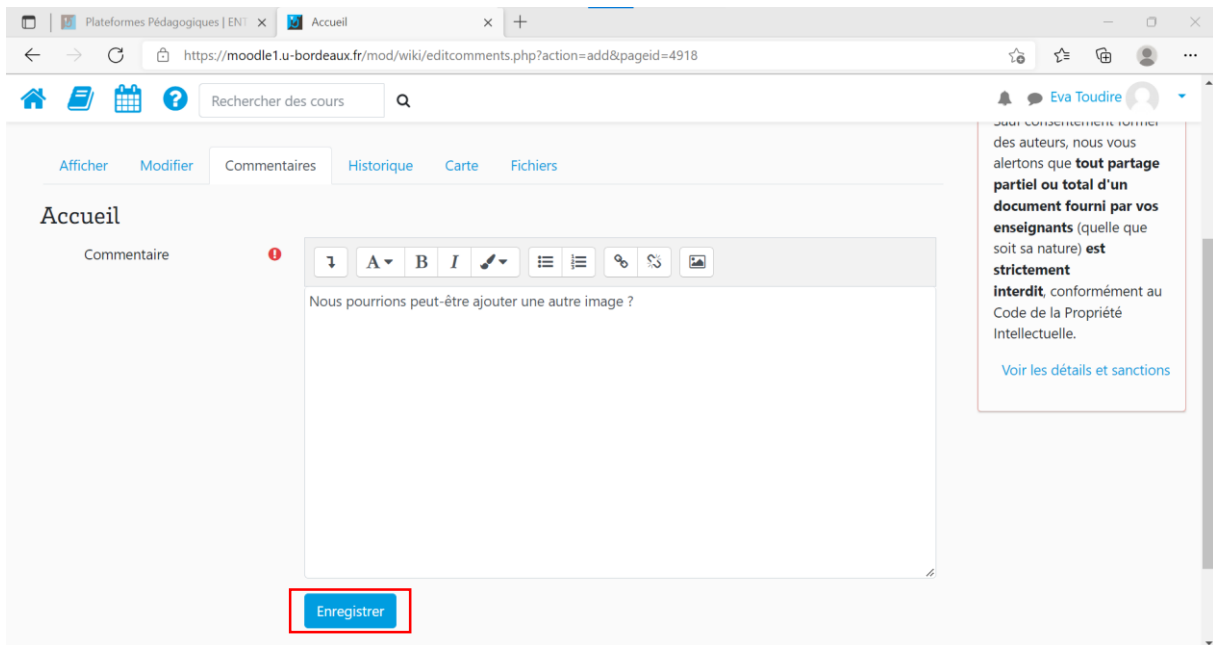 Plateformes Pédagogiques | ENT
Accueil
https://moodle1.u-bordeaux.fr/mod/wiki/editcomments.php?action=add&pageid=4918
Rechercher des cours
Eva Toudire
Afficher Modifier Commentaires Historique Carte Fichiers
Accueil
Commentaire
A B I
Nous pourrions peut-être ajouter une autre image ?
Enregistrer
Sauf consentement formel
des auteurs, nous vous
alertons que tout partage
partiel ou total d'un
document fourni par vos
enseignants (quelle que
soit sa nature) est
strictement
interdit, conformément au
Code de la Propriété
Intellectuelle.
Voir les détails et sanctions